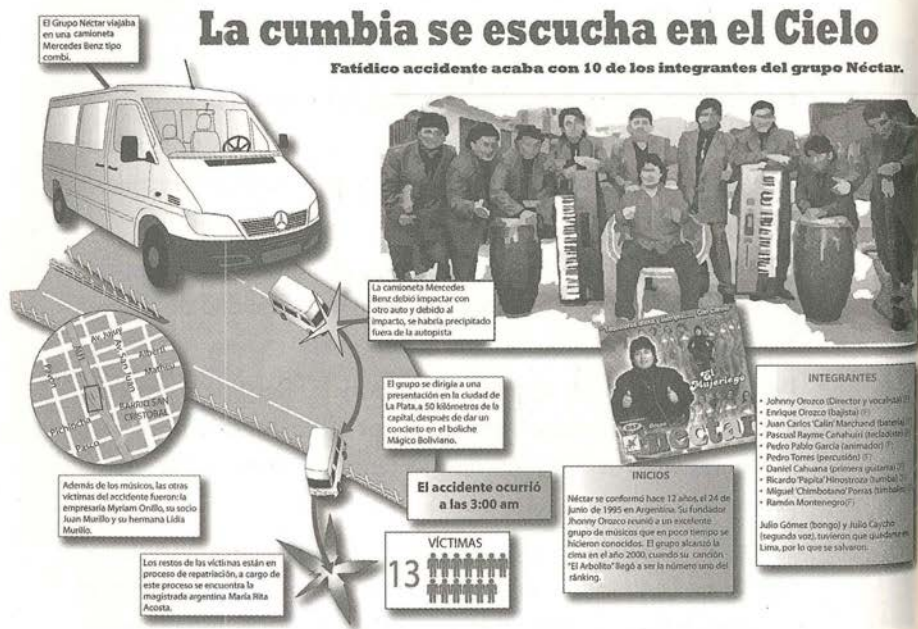 La cumbia se escucha en el Cielo
Fatídico accidente acaba con 10 de los integrantes del grupo Néctar.
El Grupo Néctar viajaba
en una camioneta
Mercedes Benz tipo
combi.
La camioneta Mercedes
Benz debió impactar con
otro auto y debido al
impacto, se habría precipitado
fuera de la autopista
El grupo se dirigía a una
presentación en la ciudad de
La Plata, a 50 kilómetros de la
capital, después de dar un
concierto en el boliche
Mágico Boliviano.
Av. Jujuy
Av. San Juan
Alberti
Matheu
Pichincha
Pasco
BARRIO SAN
CRISTOBAL
Además de los músicos, las otras
víctimas del accidente fueron: la
empresaria Myriam Orillo, su socio
Juan Murillo y su hermana Lidia
Murillo.
El accidente ocurrió
a las 3:00 am
VÍCTIMAS
13
Los restos de las víctimas están en
proceso de repatriación, a cargo de
este proceso se encuentra la
magistrada argentina María Rita
Acosta.
El
Mujeriego
néctar
INICIOS
Néctar se conformó hace 12 años, el 24 de
junio de 1995 en Argentina. Su fundador
Jhonny Orozco reunió a un excelente
grupo de músicos que en poco tiempo se
hicieron conocidos. El grupo alcanzó la
cima en el año 2000, cuando su canción
"El Arbolito" llegó a ser la número uno del
ránking.
INTEGRANTES
• Johnny Orozco (Director y vocalista)
• Enrique Orozco (bajista) (F)
• Juan Carlos 'Calín' Marchand (batería)
• Pascual Rayme Cañahuiri (tecladista) (F)
• Pedro Pablo García (animador) (F)
• Pedro Torres (percusión) (F)
• Daniel Cahuana (primera guitarra)
• Ricardo 'Papita' Hinostroza (tumba)
• Miguel 'Chimbotano' Porras (timbales)
• Ramón Montenegro (F)
Julio Gómez (bongo) y Julio Caycho
(segunda voz), tuvieron que quedarse en
Lima, por lo que se salvaron.